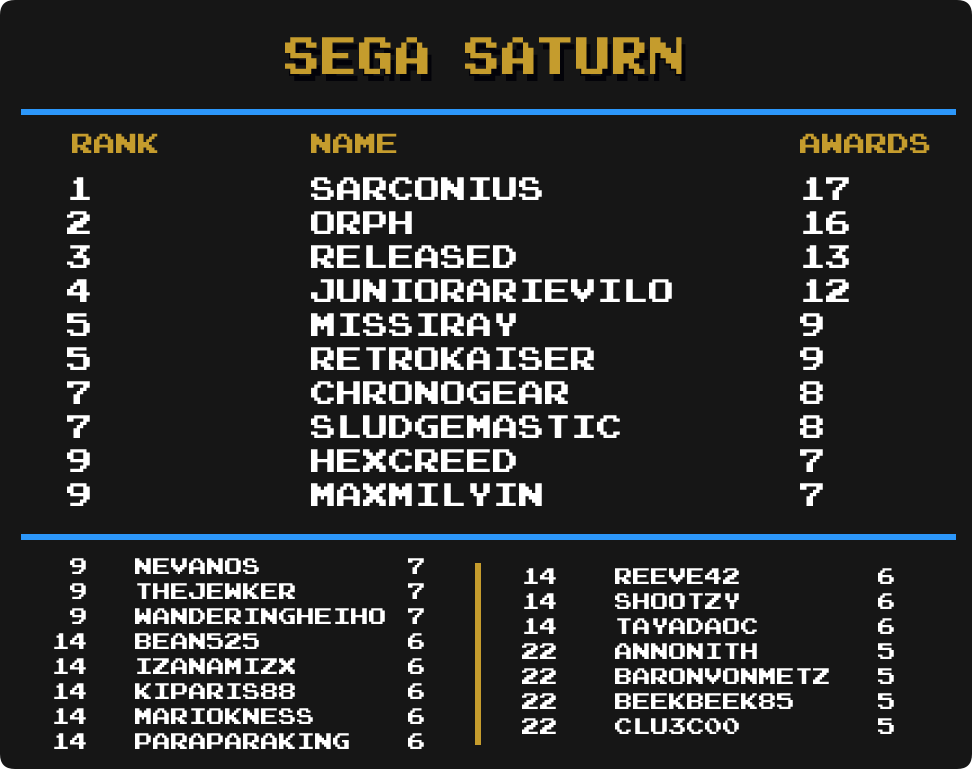 SEGA SATURN
RANK NAME AWARDS
1 SARCONIUS 17
2 ORPH 16
3 RELEASED 13
4 JUNIORARIEVILO 12
5 MISSIRAY 9
5 RETROKAISER 9
7 CHRONOGEAR 8
7 SLUDGEMASTIC 8
9 HEXCREED 7
9 MAXMILYIN 7
9 NEVANOS 7
9 THEJEWKER 7
9 WANDERINGHEIHO 7
14 BEAN525 6
14 IZANAMIZX 6
14 KIPARIS88 6
14 MARIOKNESS 6
14 PARAPARAKING 6
14 REEVE42 6
14 SHOOTZY 6
14 TAYADAOC 6
22 ANNONITH 5
22 BARONVONMETZ 5
22 BEEKBEEK85 5
22 CLU3C00 5